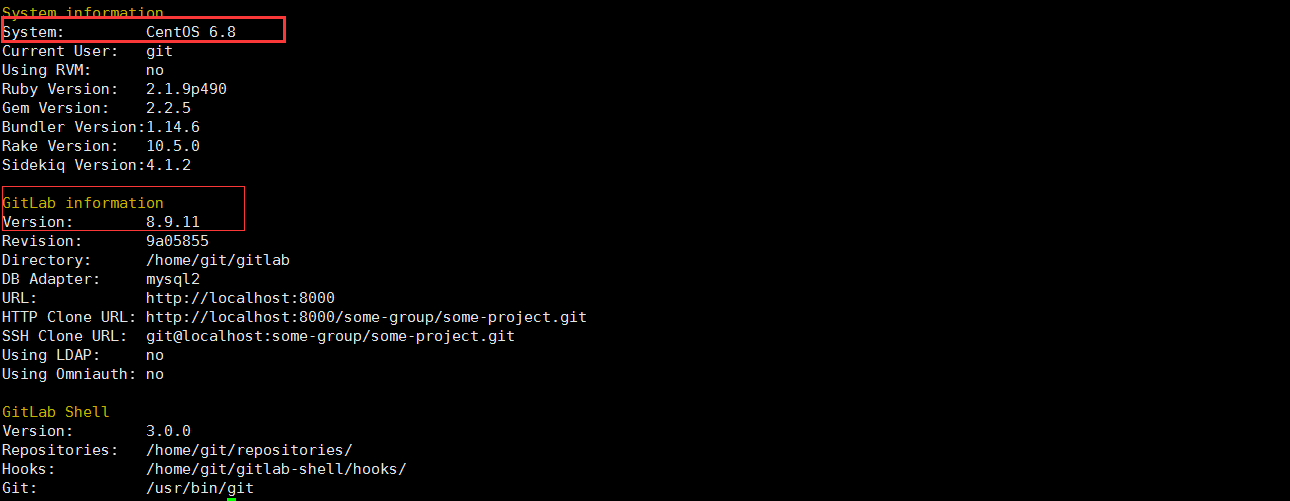 System information
System:         CentOS 6.8
Current User:   git
Using RVM:      no
Ruby Version:   2.1.9p490
Gem Version:    2.2.5
Bundler Version:1.14.6
Rake Version:   10.5.0
Sidekiq Version:4.1.2
GitLab information
Version:        8.9.11
Revision:       9a05855
Directory:      /home/git/gitlab
DB Adapter:     mysql2
URL:            http://localhost:8000
HTTP Clone URL: http://localhost:8000/some-group/some-project.git
SSH Clone URL:  git@localhost:some-group/some-project.git
Using LDAP:     no
Using Omniauth: no
GitLab Shell
Version:        3.0.0
Repositories:   /home/git/repositories/
Hooks:          /home/git/gitlab-shell/hooks/
Git:            /usr/bin/git